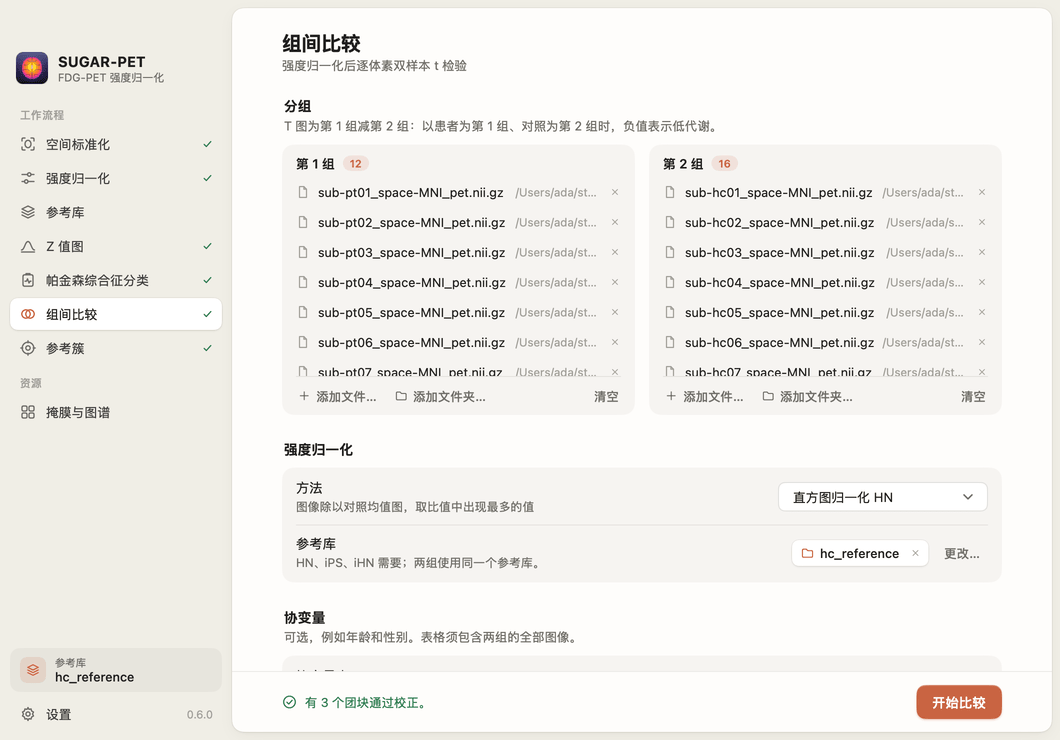 SUGAR-PET
FDG-PET 强度归一化
工作流程
空间标准化
强度归一化
参考库
Z 值图
帕金森综合征分类
组间比较
参考簇
资源
掩膜与图谱
参考库
hc_reference
设置 0.6.0
组间比较
强度归一化后逐体素双样本 t 检验
分组
T 图为第 1 组减第 2 组：以患者为第 1 组、对照为第 2 组时，负值表示低代谢。
第 1 组 12
sub-pt01_space-MNI_pet.nii.gz /Users/ada/st... ×
sub-pt02_space-MNI_pet.nii.gz /Users/ada/st... ×
sub-pt03_space-MNI_pet.nii.gz /Users/ada/st... ×
sub-pt04_space-MNI_pet.nii.gz /Users/ada/st... ×
sub-pt05_space-MNI_pet.nii.gz /Users/ada/st... ×
sub-pt06_space-MNI_pet.nii.gz /Users/ada/st... ×
sub-pt07_space-MNI_pet.nii.gz /Users/ada/st... ×
+ 添加文件... 添加文件夹... 清空
第 2 组 16
sub-hc01_space-MNI_pet.nii.gz /Users/ada/s... ×
sub-hc02_space-MNI_pet.nii.gz /Users/ada/s... ×
sub-hc03_space-MNI_pet.nii.gz /Users/ada/s... ×
sub-hc04_space-MNI_pet.nii.gz /Users/ada/s... ×
sub-hc05_space-MNI_pet.nii.gz /Users/ada/s... ×
sub-hc06_space-MNI_pet.nii.gz /Users/ada/s... ×
sub-hc07_space-MNI_pet.nii.gz /Users/ada/st... ×
+ 添加文件... 添加文件夹... 清空
强度归一化
方法
图像除以对照均值图，取比值中出现最多的值
直方图归一化 HN
参考库
HN、iPS、iHN 需要；两组使用同一个参考库。
hc_reference × 更改...
协变量
可选，例如年龄和性别。表格须包含两组的全部图像。
有 3 个团块通过校正。
开始比较